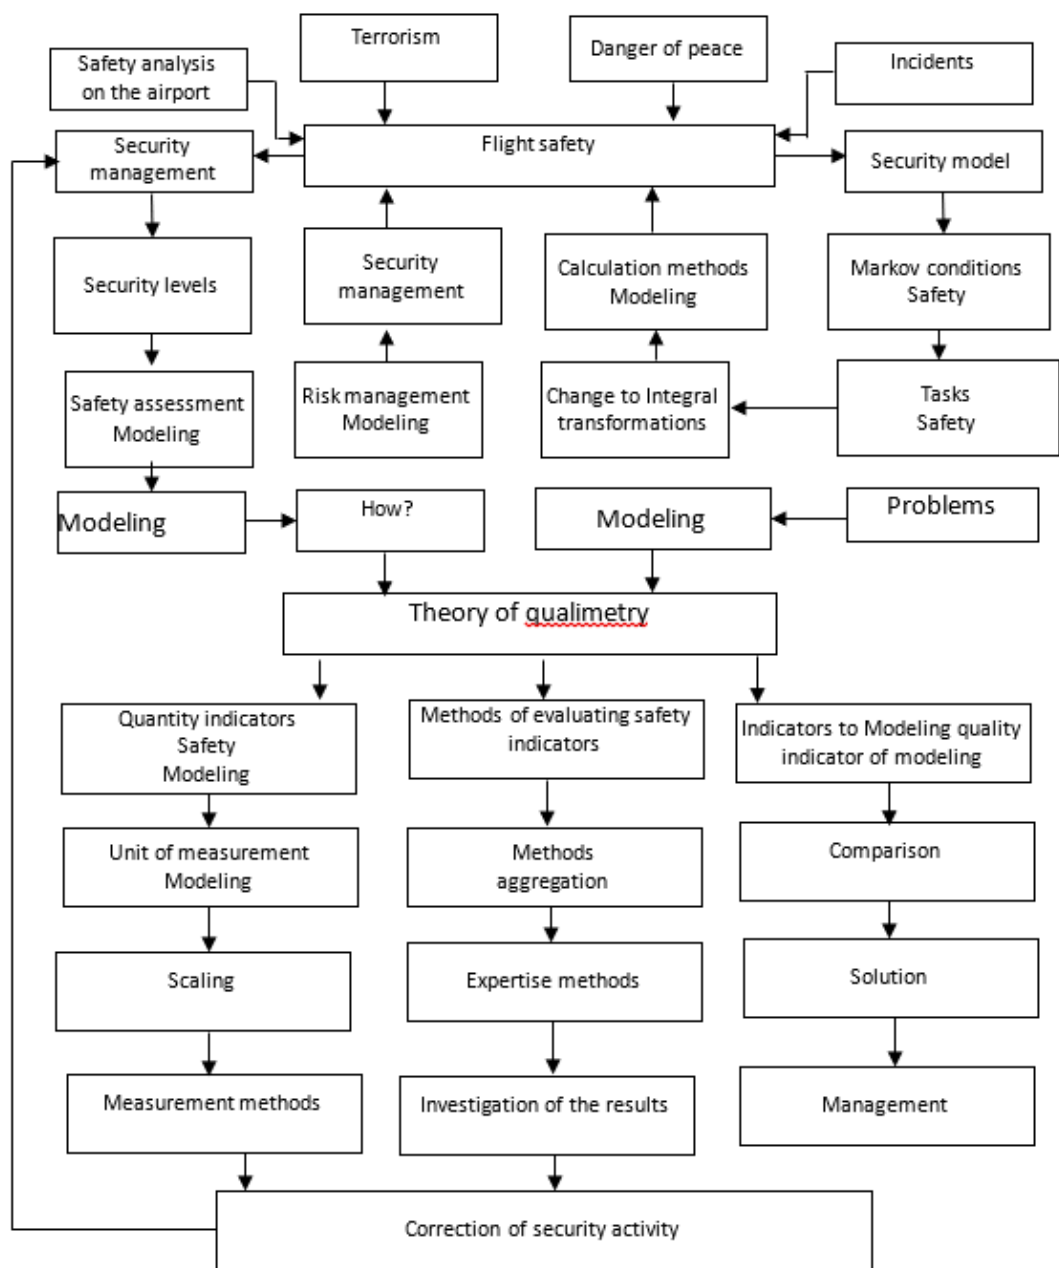 Terrorism
Danger of peace
Safety analysis
on the airport
Incidents
Flight safety
Security
management
Security model
Security levels
Security
management
Calculation methods
Modeling
Markov conditions
Safety
Safety assessment
Modeling
Risk management
Modeling
Change to Integral
transformations
Tasks
Safety
Modeling
How?
Modeling
Problems
Theory of qualimetry
Quantity indicators
Safety
Modeling
Methods of evaluating safety
indicators
Indicators to Modeling quality
indicator of modeling
Unit of measurement
Modeling
Methods
aggregation
Comparison
Scaling
Expertise methods
Solution
Measurement methods
Investigation of the results
Management
Correction of security activity